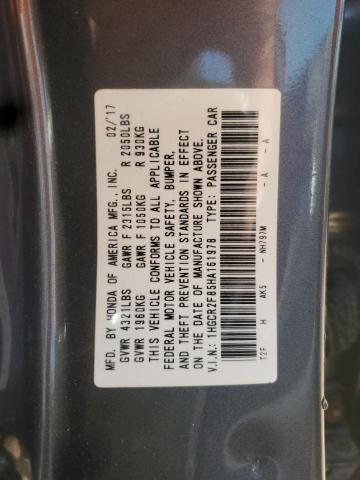 MFD. BY HONDA OF AMERICA MFG., INC. 02/'17
GVWR 4321LBS GAWR F 2315LBS R 2050LBS
GVWR 1960KG GAWR F 1050KG R 930KG
THIS VEHICLE CONFORMS TO ALL APPLICABLE
FEDERAL MOTOR VEHICLE SAFETY, BUMPER,
AND THEFT PREVENTION STANDARDS IN EFFECT
ON THE DATE OF MANUFACTURE SHOWN ABOVE.
V.I.N.: 1HGCR2F85HA161978 TYPE: PASSENGER CAR
T2F H AK5 - NH797M - A - A